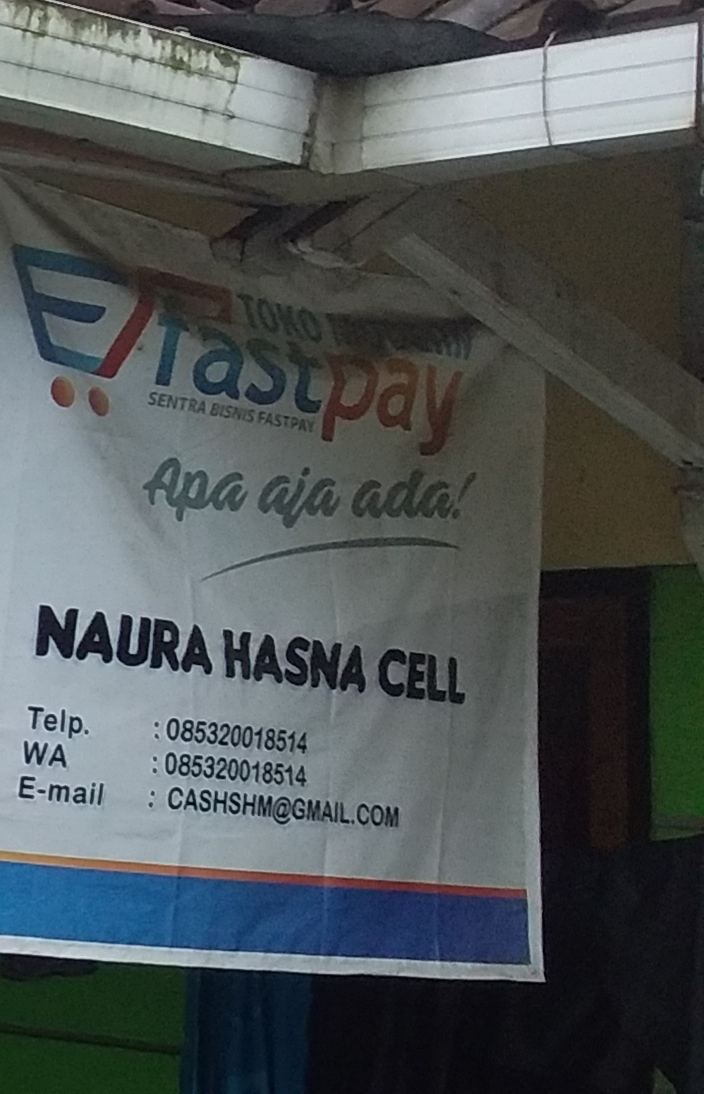 TOKO
fastpay
SENTRA BISNIS FASTPAY
Apa aja ada!
NAURA HASNA CELL
Telp. : 085320018514
WA : 085320018514
E-mail : CASHSHM@GMAIL.COM